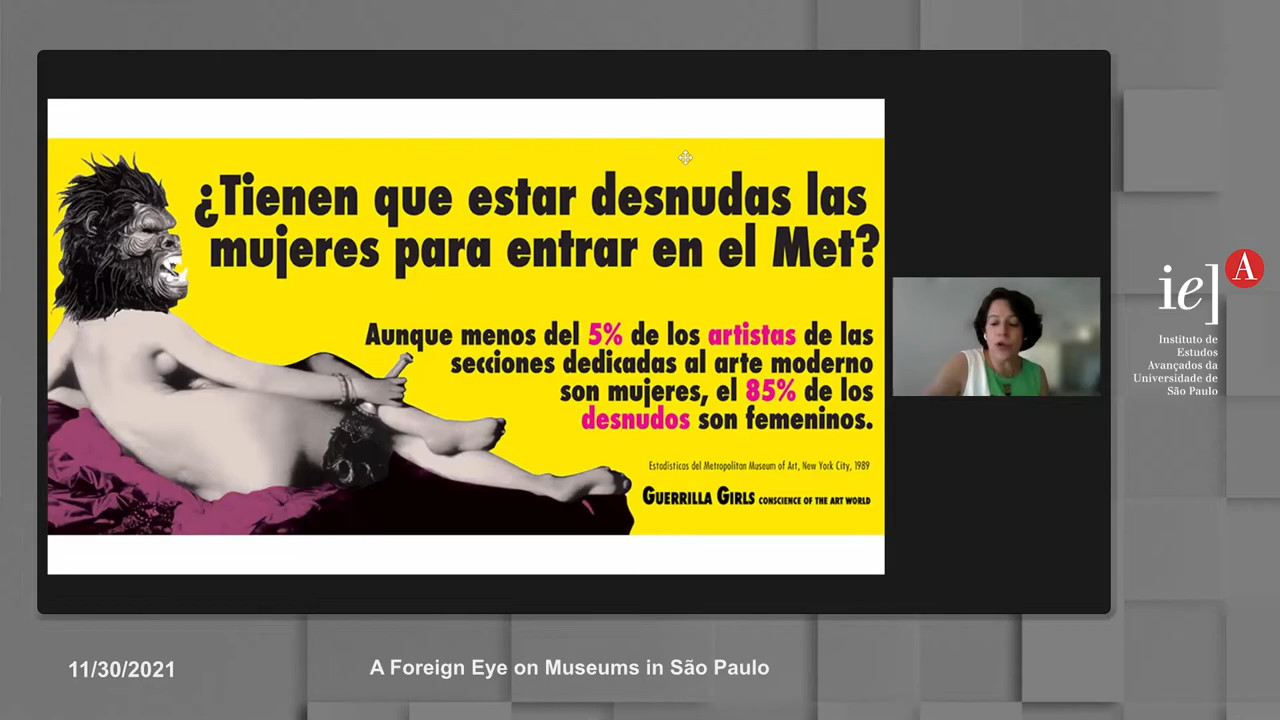 ¿Tienen que estar desnudas las
mujeres para entrar en el Met?
Aunque menos del 5% de los artistas de las
secciones dedicadas al arte moderno
son mujeres, el 85% de los
desnudos son femeninos.
Estadísticas del Metropolitan Museum of Art, New York City, 1989
GUERRILLA GIRLS CONSCIENCE OF THE ART WORLD
ie] A
Instituto de
Estudos
Avançados da
Universidade de
São Paulo
11/30/2021
A Foreign Eye on Museums in São Paulo